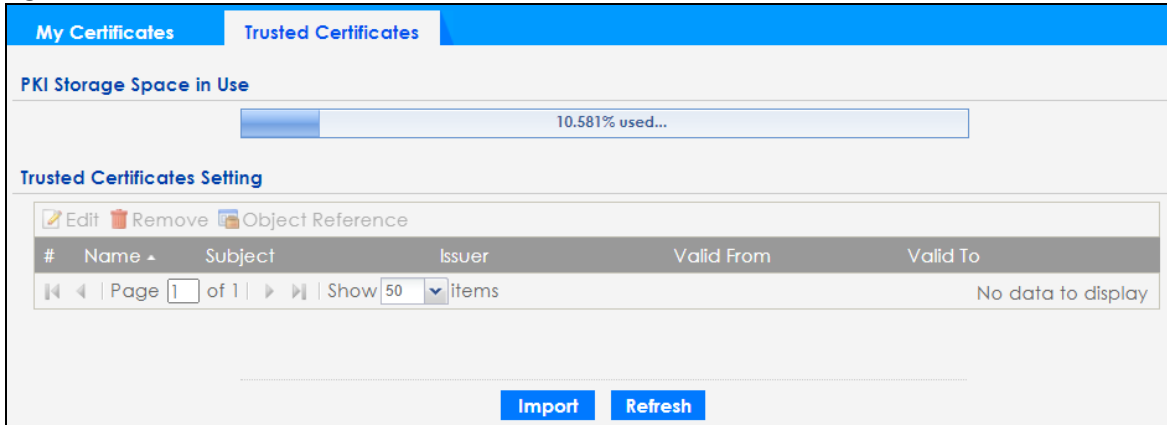 My Certificates Trusted Certificates
PKI Storage Space in Use
10.581% used...
Trusted Certificates Setting
Edit Remove Object Reference
# Name Subject Issuer Valid From Valid To
Page 1 of 1 Show 50 items No data to display
Import Refresh